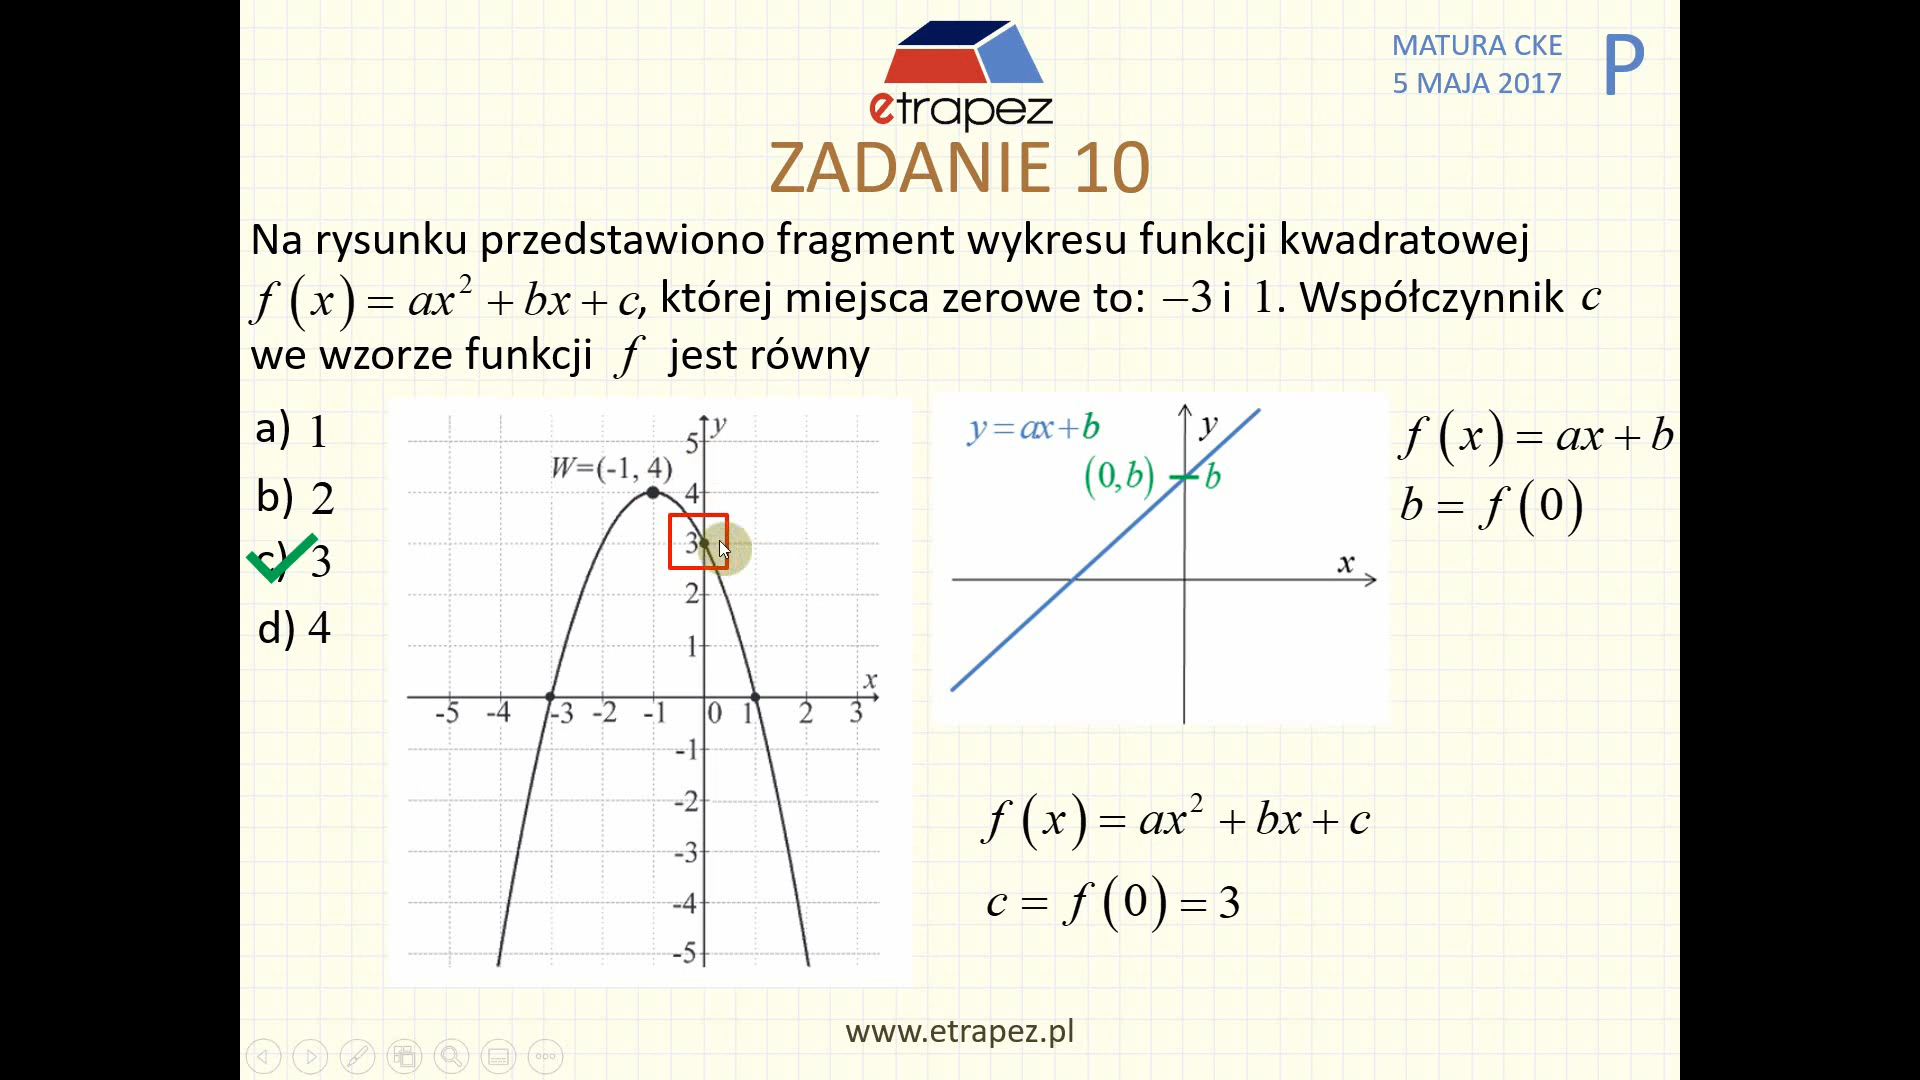 etrapez
MATURA CKE
5 MAJA 2017
P
ZADANIE 10
Na rysunku przedstawiono fragment wykresu funkcji kwadratowej
f(x) = ax² + bx + c, której miejsca zerowe to: −3 i 1. Współczynnik c
we wzorze funkcji f jest równy
a) 1
b) 2
c) 3
d) 4
y
5
W=(-1, 4)
4
3
2
1
x
-5 -4 -3 -2 -1 0 1 2 3
-1
-2
-3
-4
-5
y=ax+b
y
(0,b) b
x
f(x) = ax + b
b = f(0)
f(x) = ax² + bx + c
c = f(0) = 3
www.etrapez.pl